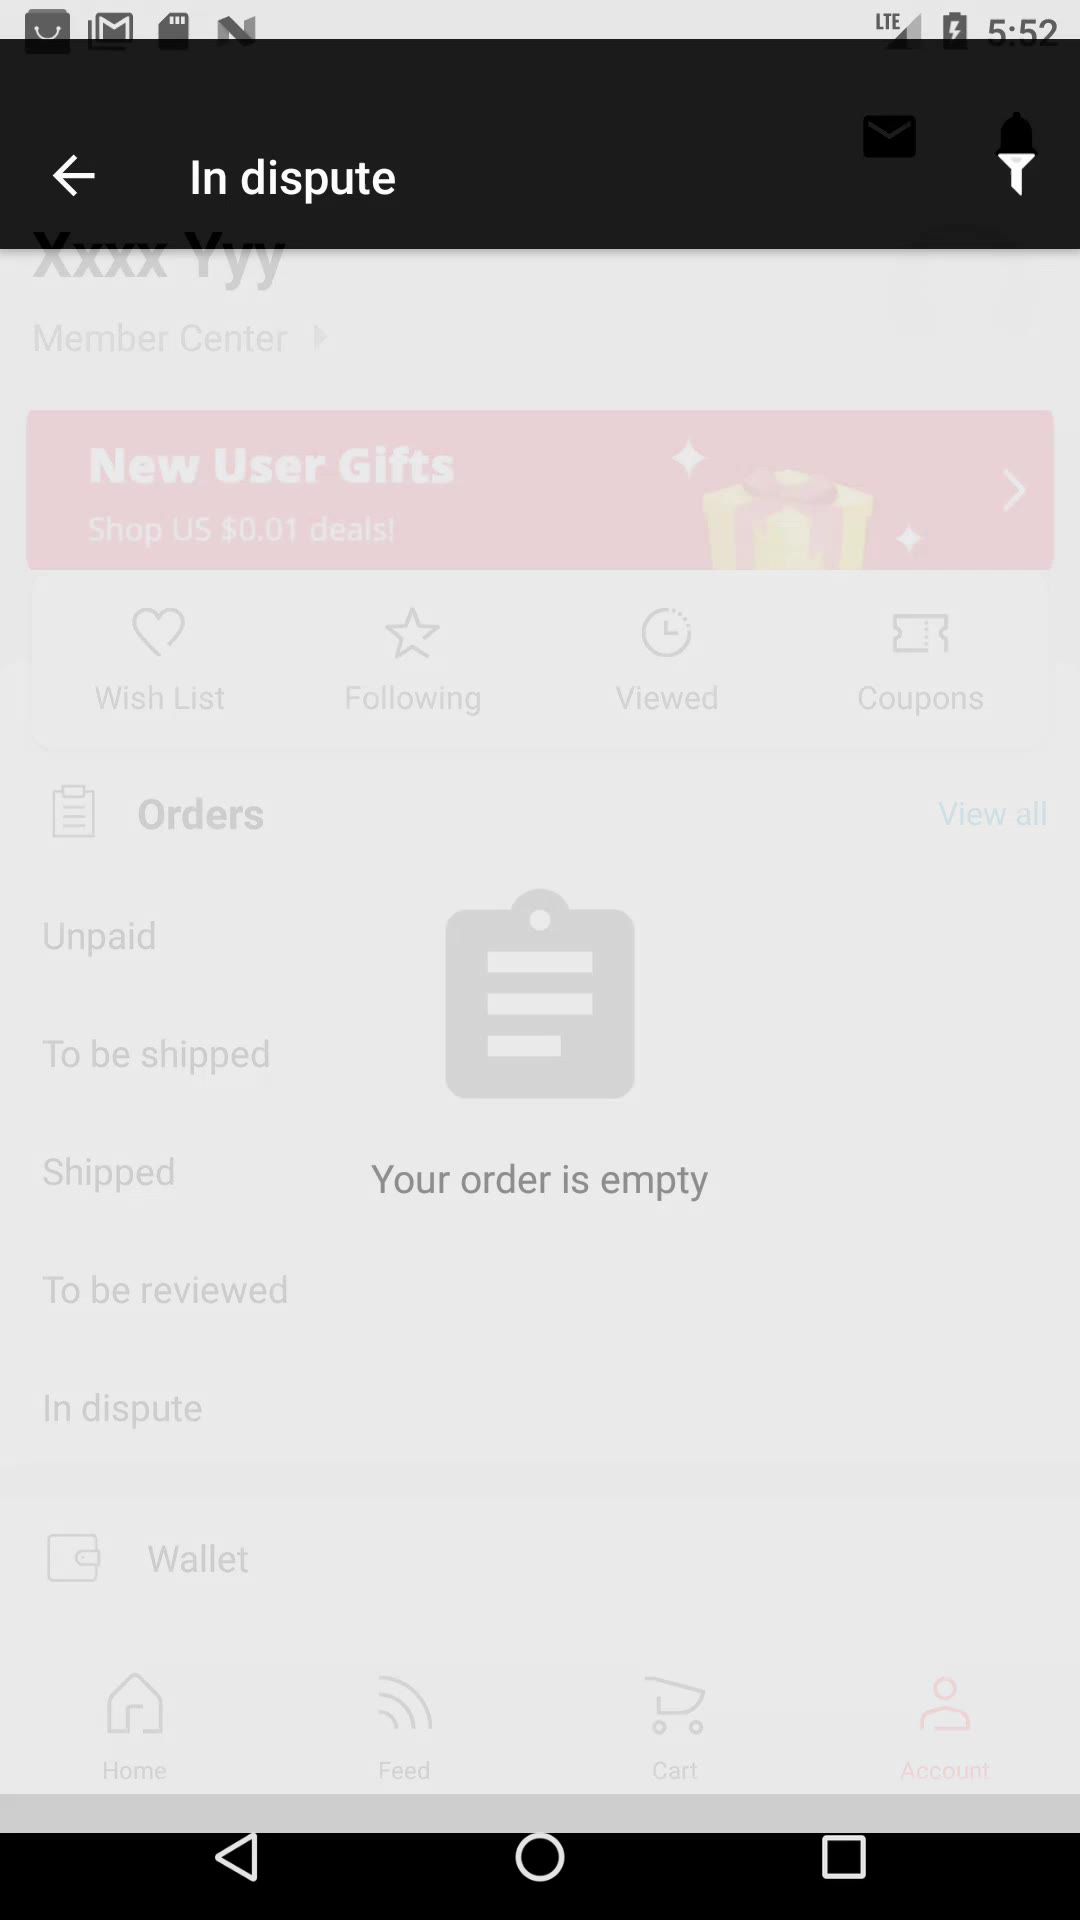 LTE 5:52
In dispute
Xxxx Yyy
Member Center
New User Gifts
Shop US $0.01 deals!
Wish List Following Viewed Coupons
Orders View all
Unpaid
To be shipped
Shipped
Your order is empty
To be reviewed
In dispute
Wallet
Home Feed Cart Account